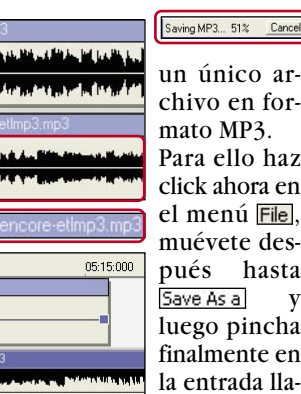 3
etlmp3.mp3
encore-etlmp3.mp3
05:15:000
3
Saving MP3... 51% Cancel
un único ar-
chivo en for-
mato MP3.
Para ello haz
click ahora en
el menú File,
muévete des-
pués hasta
Save As a y
luego pincha
finalmente en
la entrada lla-